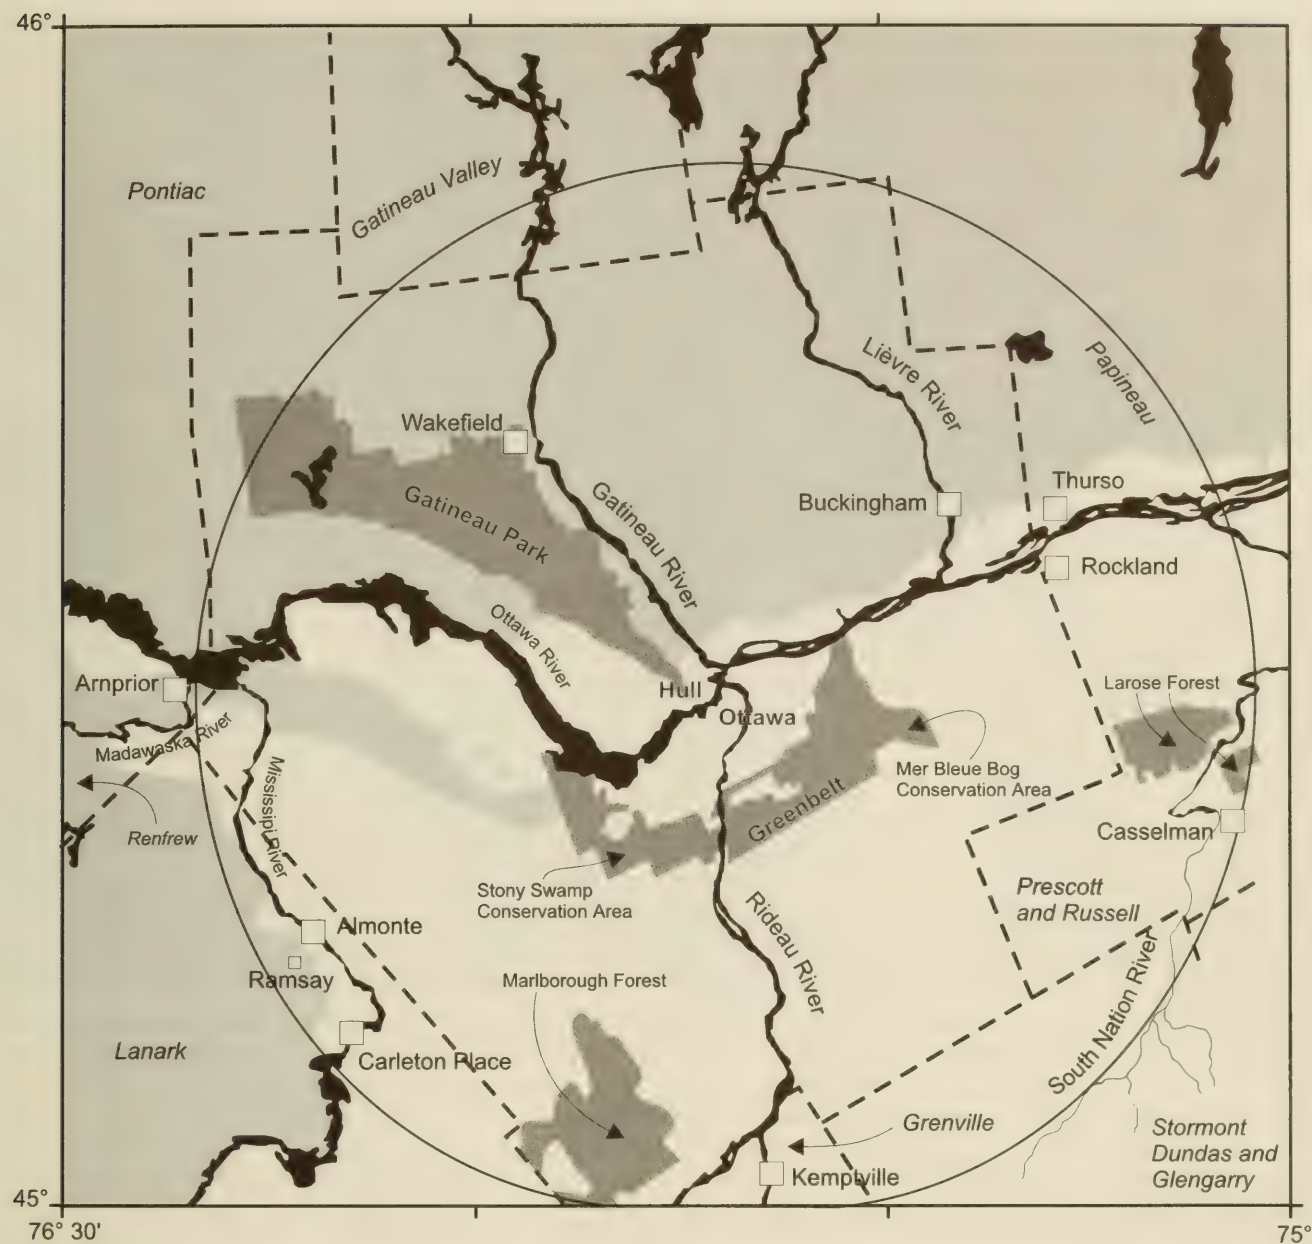 46°
Pontiac
Gatineau Valley
Lièvre River
Papineau
Wakefield
Gatineau Park
Gatineau River
Thurso
Buckingham
Rockland
Ottawa River
Arnprior
Hull
Ottawa
Larose Forest
Madawaska River
Mississipi River
Mer Bleue Bog
Conservation Area
Renfrew
Greenbelt
Casselman
Stony Swamp
Conservation Area
Prescott
and Russell
Almonte
Ramsay
Rideau River
Marlborough Forest
South Nation River
Lanark
Carleton Place
Grenville
Stormont
Dundas and
Glengarry
Kemptville
45°
76° 30'
75°